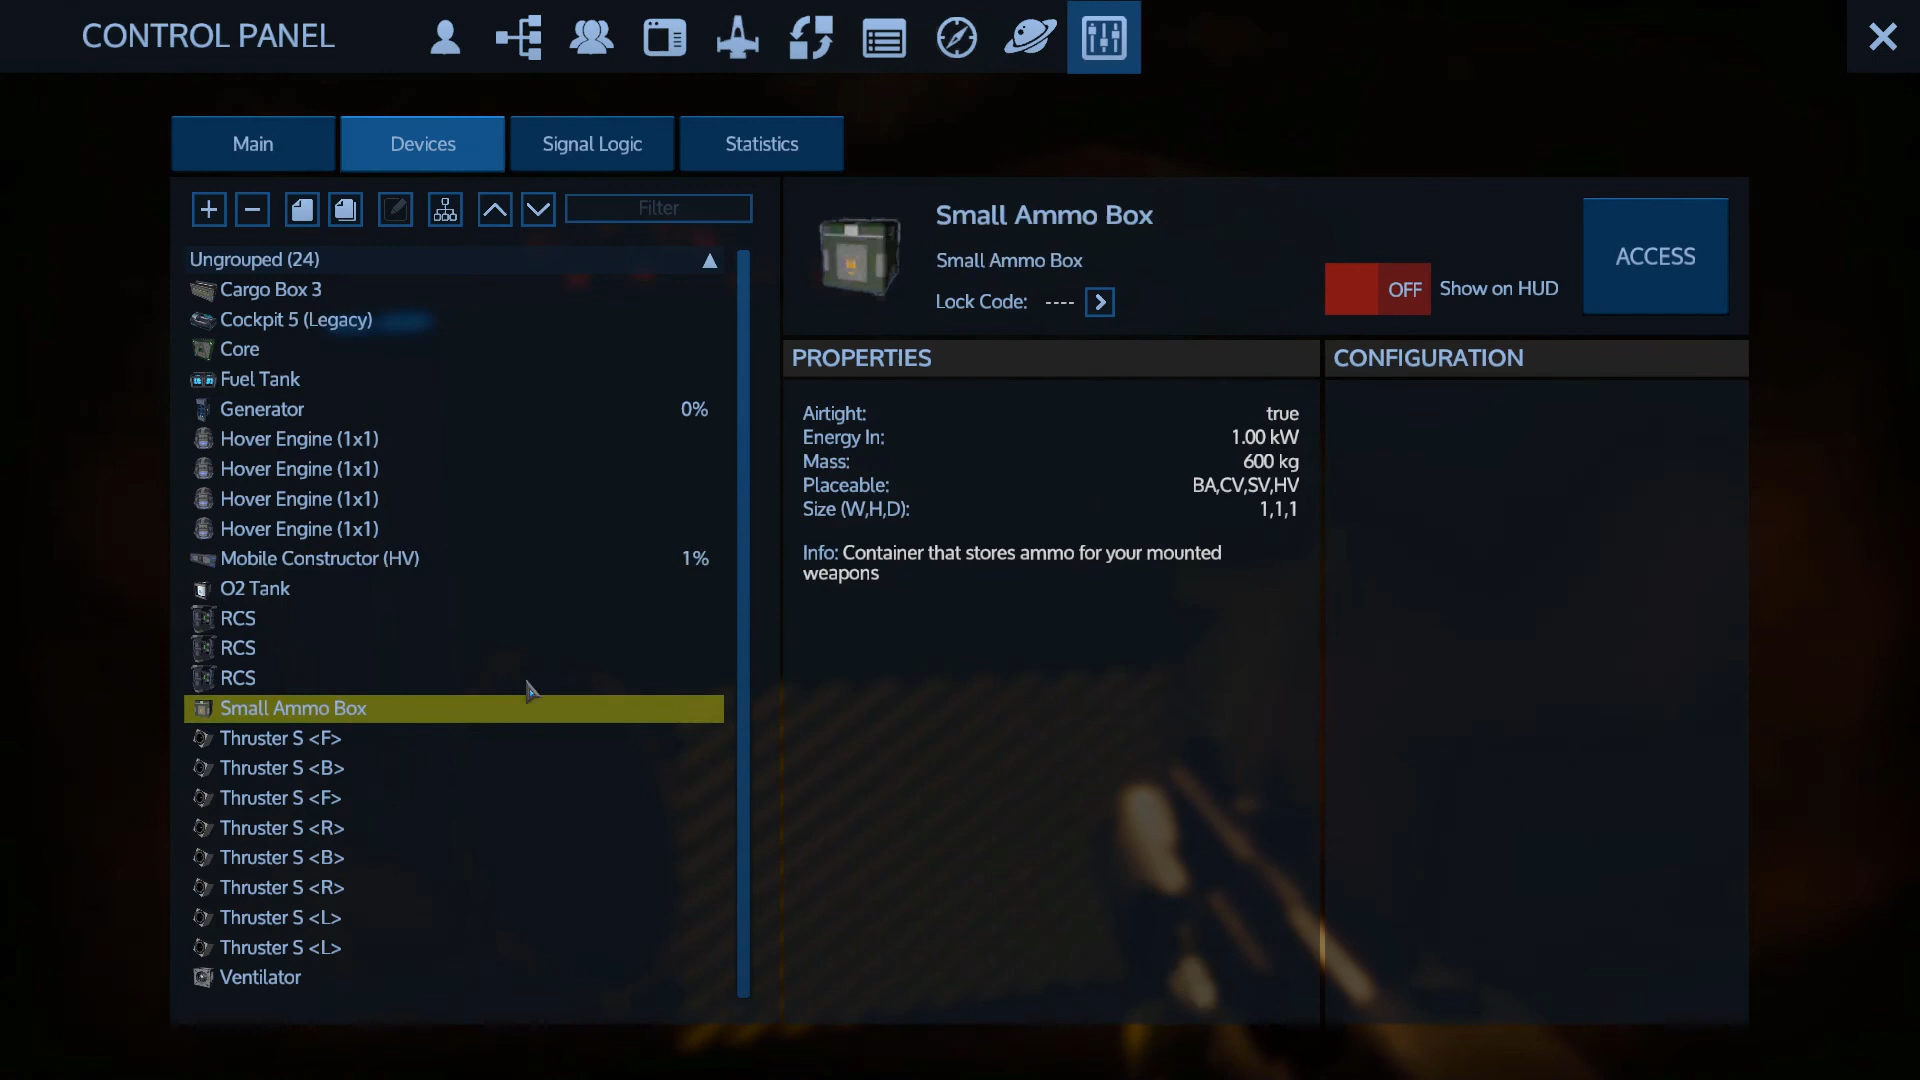 CONTROL PANEL
Main
Devices
Signal Logic
Statistics
Filter
Ungrouped (24)
Cargo Box 3
Cockpit 5 (Legacy)
Core
Fuel Tank
Generator 0%
Hover Engine (1x1)
Hover Engine (1x1)
Hover Engine (1x1)
Hover Engine (1x1)
Mobile Constructor (HV) 1%
O2 Tank
RCS
RCS
RCS
Small Ammo Box
Thruster S <F>
Thruster S <B>
Thruster S <F>
Thruster S <R>
Thruster S <B>
Thruster S <R>
Thruster S <L>
Thruster S <L>
Ventilator
Small Ammo Box
Small Ammo Box
Lock Code: ----
OFF Show on HUD
ACCESS
PROPERTIES
Airtight: true
Energy In: 1.00 kW
Mass: 600 kg
Placeable: BA,CV,SV,HV
Size (W,H,D): 1,1,1
Info: Container that stores ammo for your mounted
weapons
CONFIGURATION